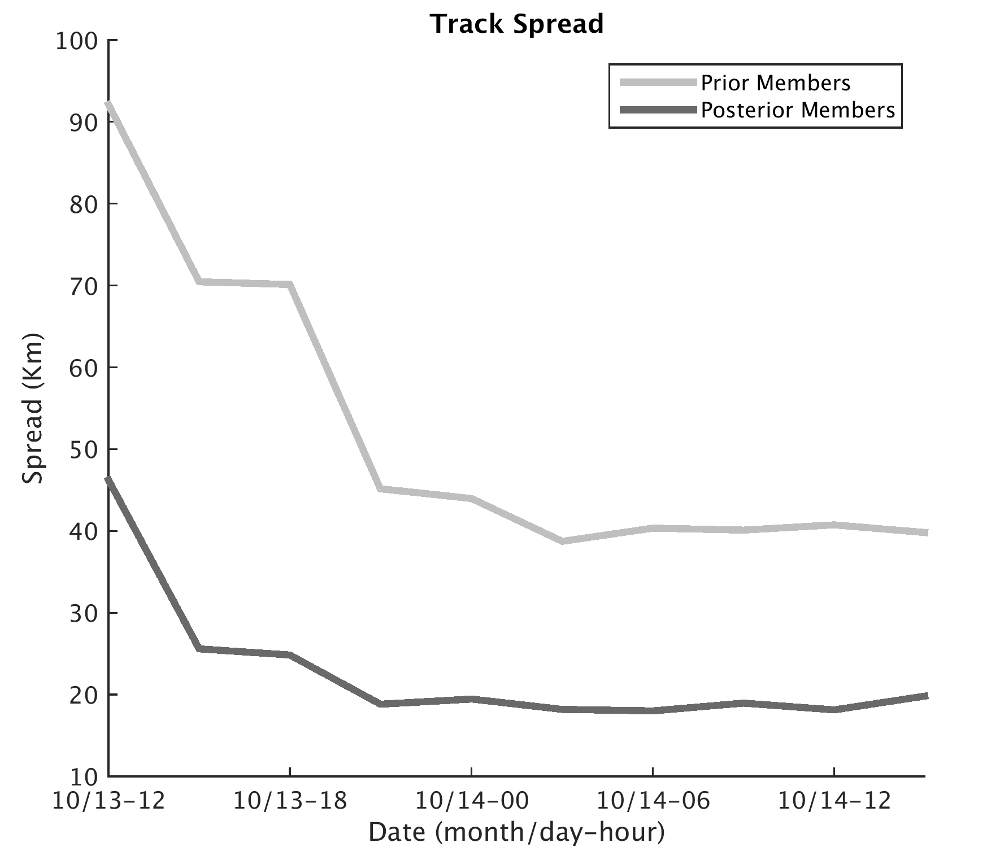 Track Spread
Prior Members
Posterior Members
Spread (Km)
100
90
80
70
60
50
40
30
20
10
10/13-12 10/13-18 10/14-00 10/14-06 10/14-12
Date (month/day-hour)